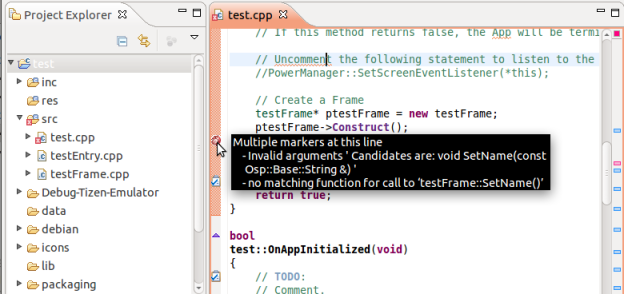 Project Explorer
test
inc
res
src
test.cpp
testEntry.cpp
testFrame.cpp
Debug-Tizen-Emulator
data
debian
icons
lib
packaging
test.cpp
// If this method returns false, the App will be termi
// Uncomment the following statement to listen to the
//PowerManager::SetScreenEventListener(*this);
// Create a Frame
testFrame* ptestFrame = new testFrame;
ptestFrame->Construct();
Multiple markers at this line
- Invalid arguments ' Candidates are: void SetName(const
Osp::Base::String &) '
- no matching function for call to ‘testFrame::SetName()’
return true;
}
bool
test::OnAppInitialized(void)
{
// TODO:
// Comment.